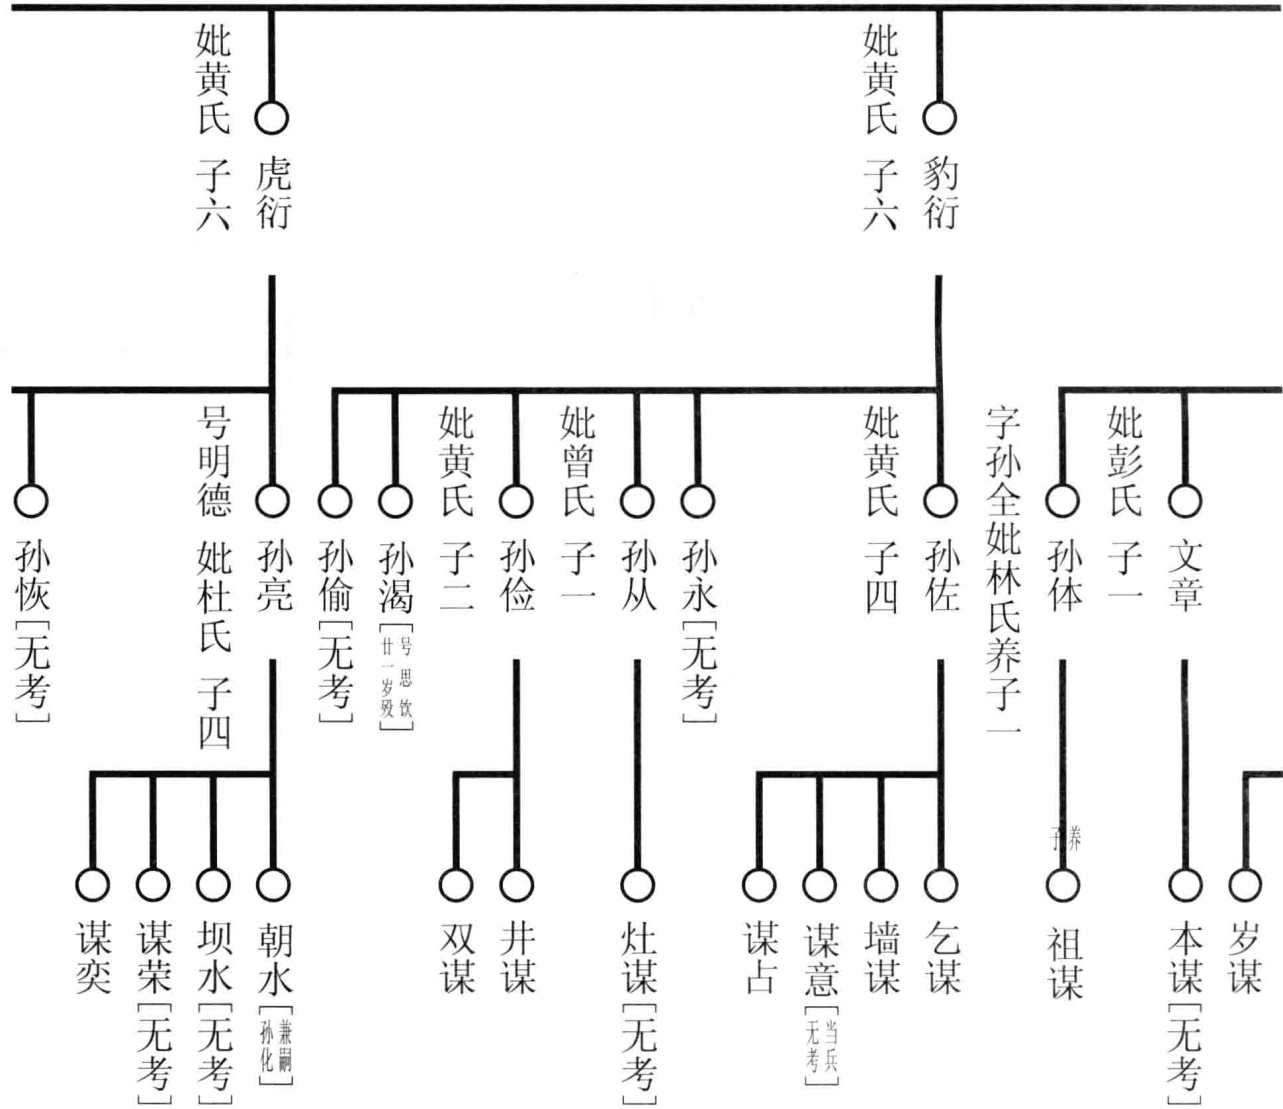 豹衍
妣黄氏 子六
虎衍
妣黄氏 子六
文章
妣彭氏 子一
孙体
字孙全妣林氏养子一
孙佐
妣黄氏 子四
孙永[无考]
孙从
妣曾氏 子一
孙俭
妣黄氏 子二
孙渴[号思饮
廿一岁殁]
孙偷[无考]
孙亮
号明德 妣杜氏 子四
孙恢[无考]
岁谋
本谋[无考]
养
子
祖谋
乞谋
墙谋
谋意[当兵
无考]
谋占
灶谋[无考]
井谋
双谋
朝水[兼嗣
孙化]
坝水[无考]
谋荣[无考]
谋奕